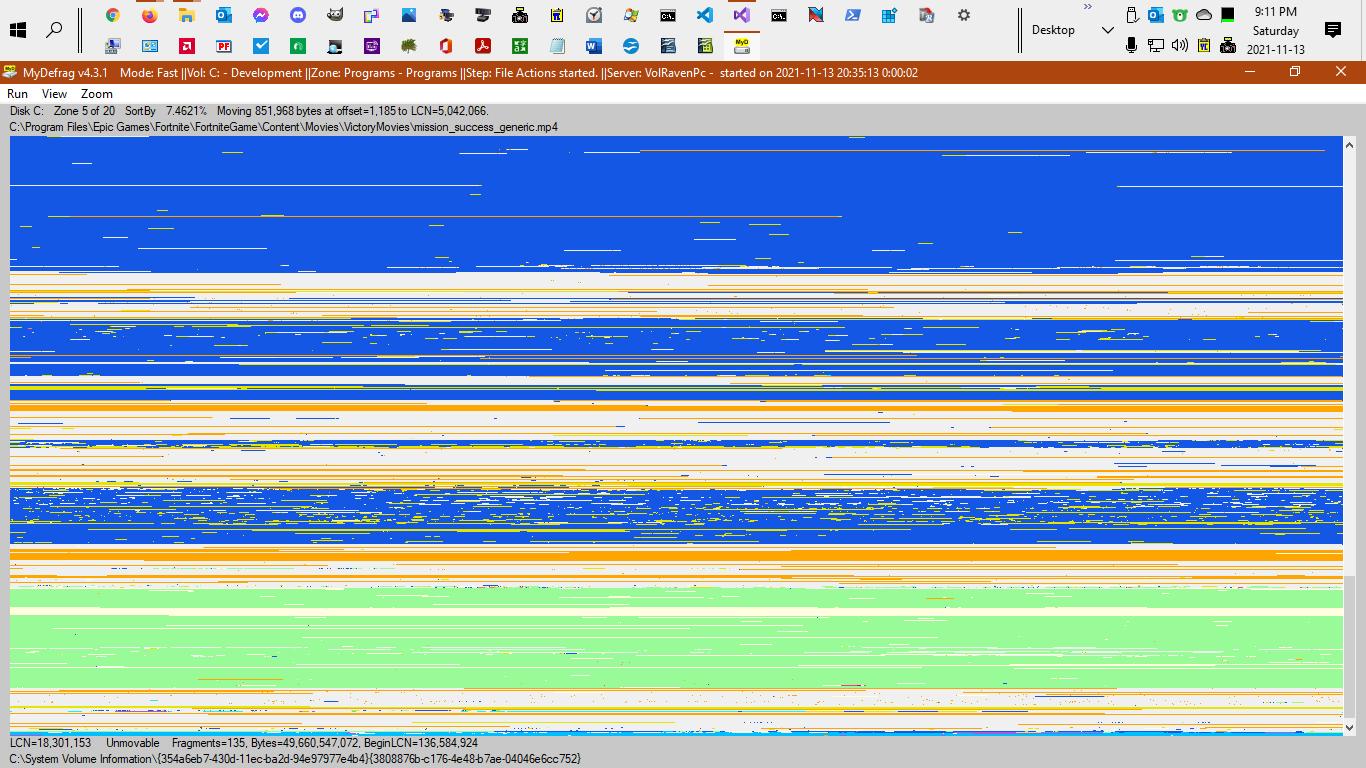 9:11 PM
Desktop
Saturday
2021-11-13
MyDefrag v4.3.1 Mode: Fast ||Vol: C: - Development ||Zone: Programs - Programs ||Step: File Actions started. ||Server: VolRavenPc - started on 2021-11-13 20:35:13 0:00:02
Run View Zoom
Disk C: Zone 5 of 20 SortBy 7.4621% Moving 851,968 bytes at offset=1,185 to LCN=5,042,066.
C:\Program Files\Epic Games\Fortnite\FortniteGame\Content\Movies\VictoryMovies\mission_success_generic.mp4
LCN=18,301,153 Unmovable Fragments=135, Bytes=49,660,547,072, BeginLCN=136,584,924
C:\System Volume Information\{354a6eb7-430d-11ec-ba2d-94e97977e4b4}{3808876b-c176-4e48-b7ae-04046e6cc752}